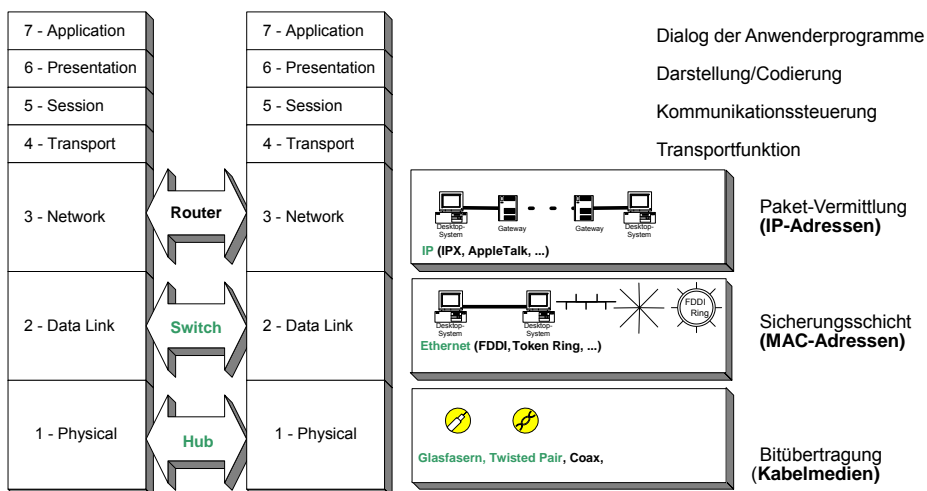 7 - Application
6 - Presentation
5 - Session
4 - Transport
3 - Network
2 - Data Link
1 - Physical
Router
Switch
Hub
7 - Application
6 - Presentation
5 - Session
4 - Transport
3 - Network
2 - Data Link
1 - Physical
Dialog der Anwenderprogramme
Darstellung/Codierung
Kommunikationssteuerung
Transportfunktion
Desktop-
System
Gateway
Gateway
Desktop-
System
IP (IPX, AppleTalk, ...)
Paket-Vermittlung
(IP-Adressen)
Desktop-
System
Desktop-
System
FDDI
Ring
Ethernet (FDDI, Token Ring, ...)
Sicherungsschicht
(MAC-Adressen)
Glasfasern, Twisted Pair, Coax,
Bitübertragung
(Kabelmedien)